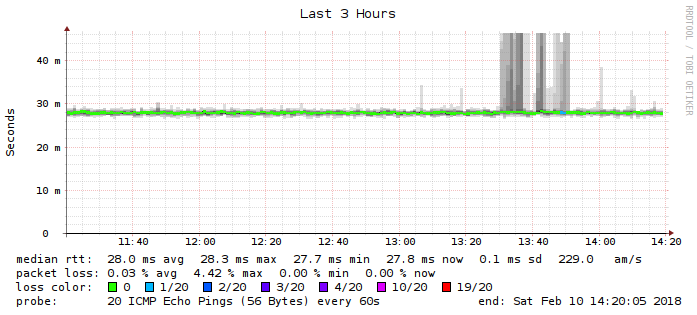 Last 3 Hours
RRDTOOL / TOBI OETIKER
Seconds
40 m
30 m
20 m
10 m
0
11:40 12:00 12:20 12:40 13:00 13:20 13:40 14:00 14:20
median rtt: 28.0 ms avg 28.3 ms max 27.7 ms min 27.8 ms now 0.1 ms sd 229.0 am/s
packet loss: 0.03 % avg 4.42 % max 0.00 % min 0.00 % now
loss color: 0 1/20 2/20 3/20 4/20 10/20 19/20
probe: 20 ICMP Echo Pings (56 Bytes) every 60s end: Sat Feb 10 14:20:05 2018